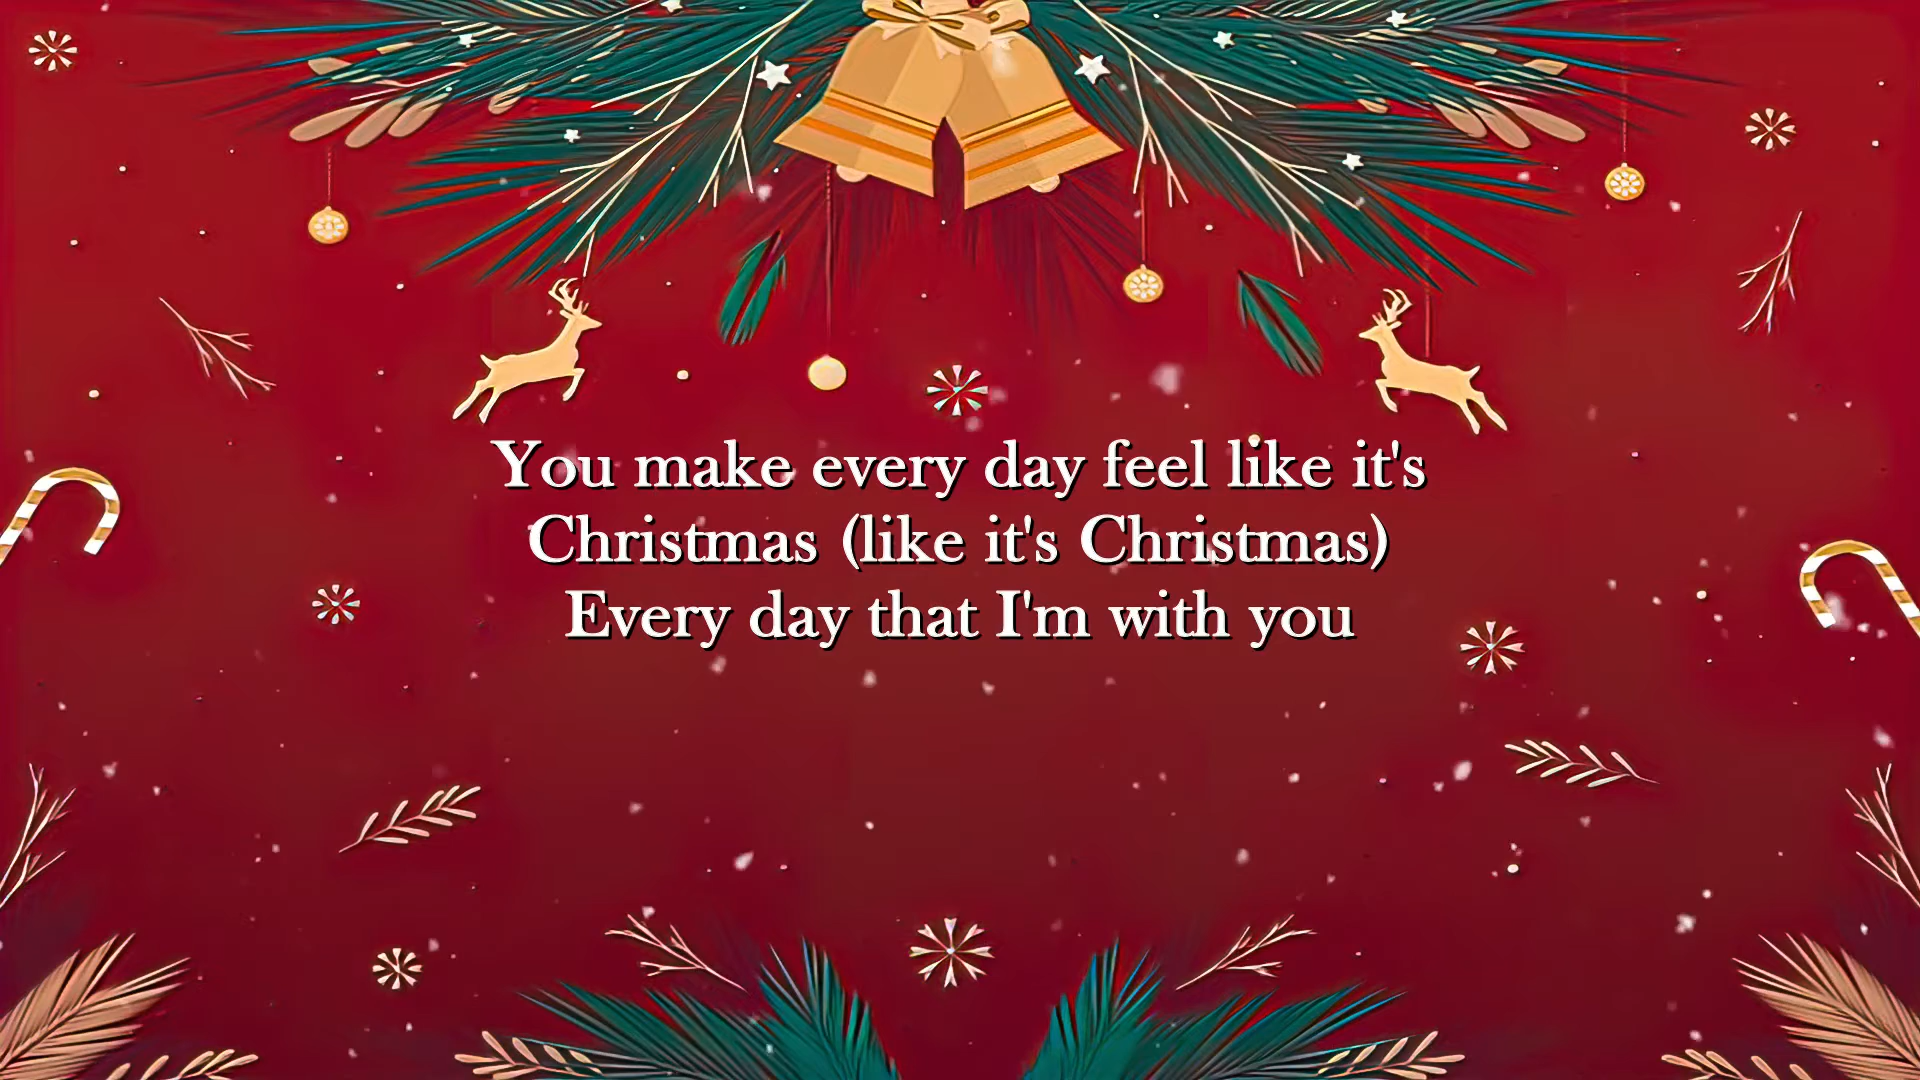 You make every day feel like it's
Christmas (like it's Christmas)
Every day that I'm with you